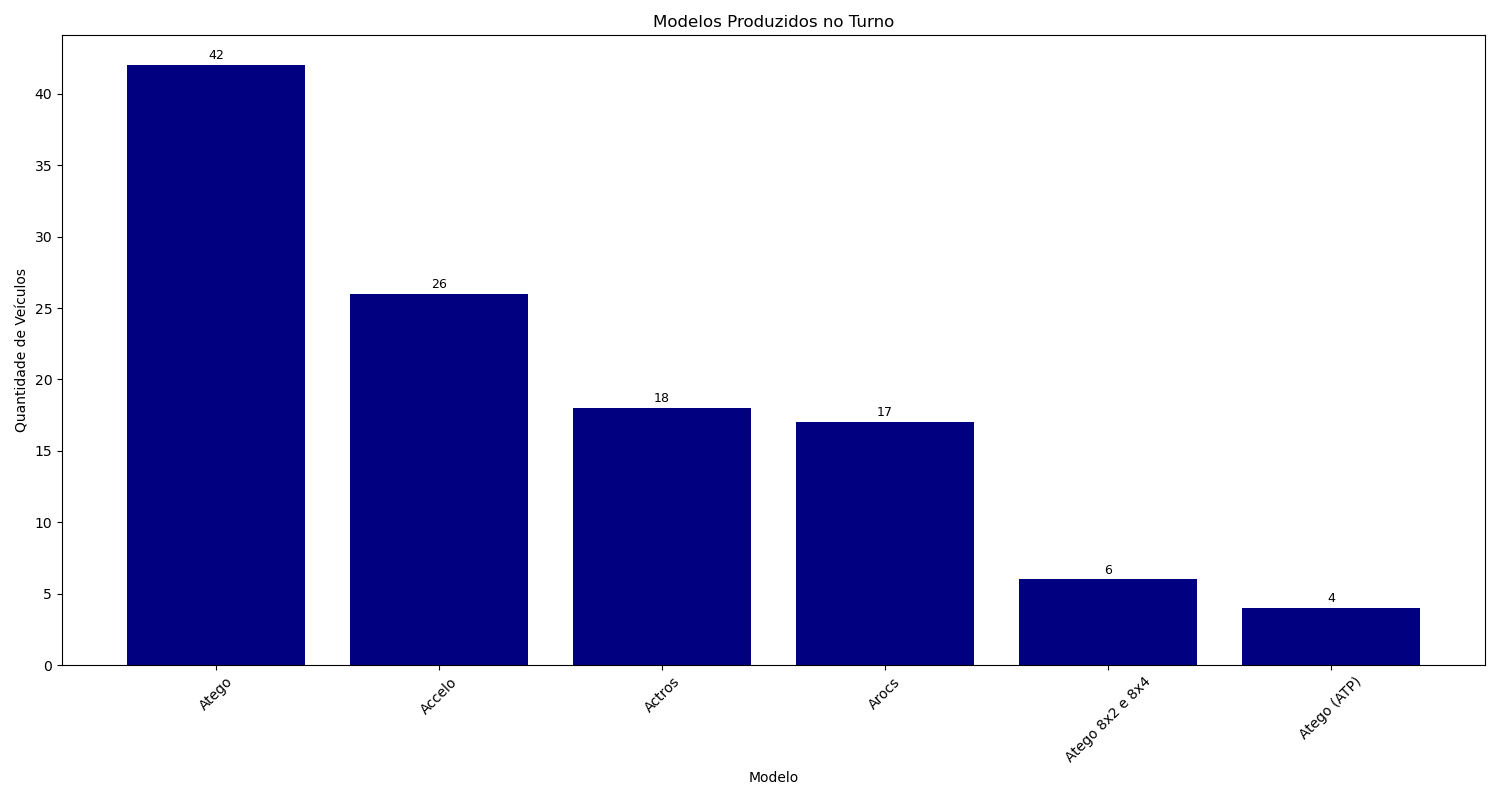 Modelos Produzidos no Turno
42
26
18
17
6
4
40
35
30
25
20
15
10
5
0
Quantidade de Veículos
Atego
Accelo
Actros
Arocs
Atego 8x2 e 8x4
Atego (ATP)
Modelo